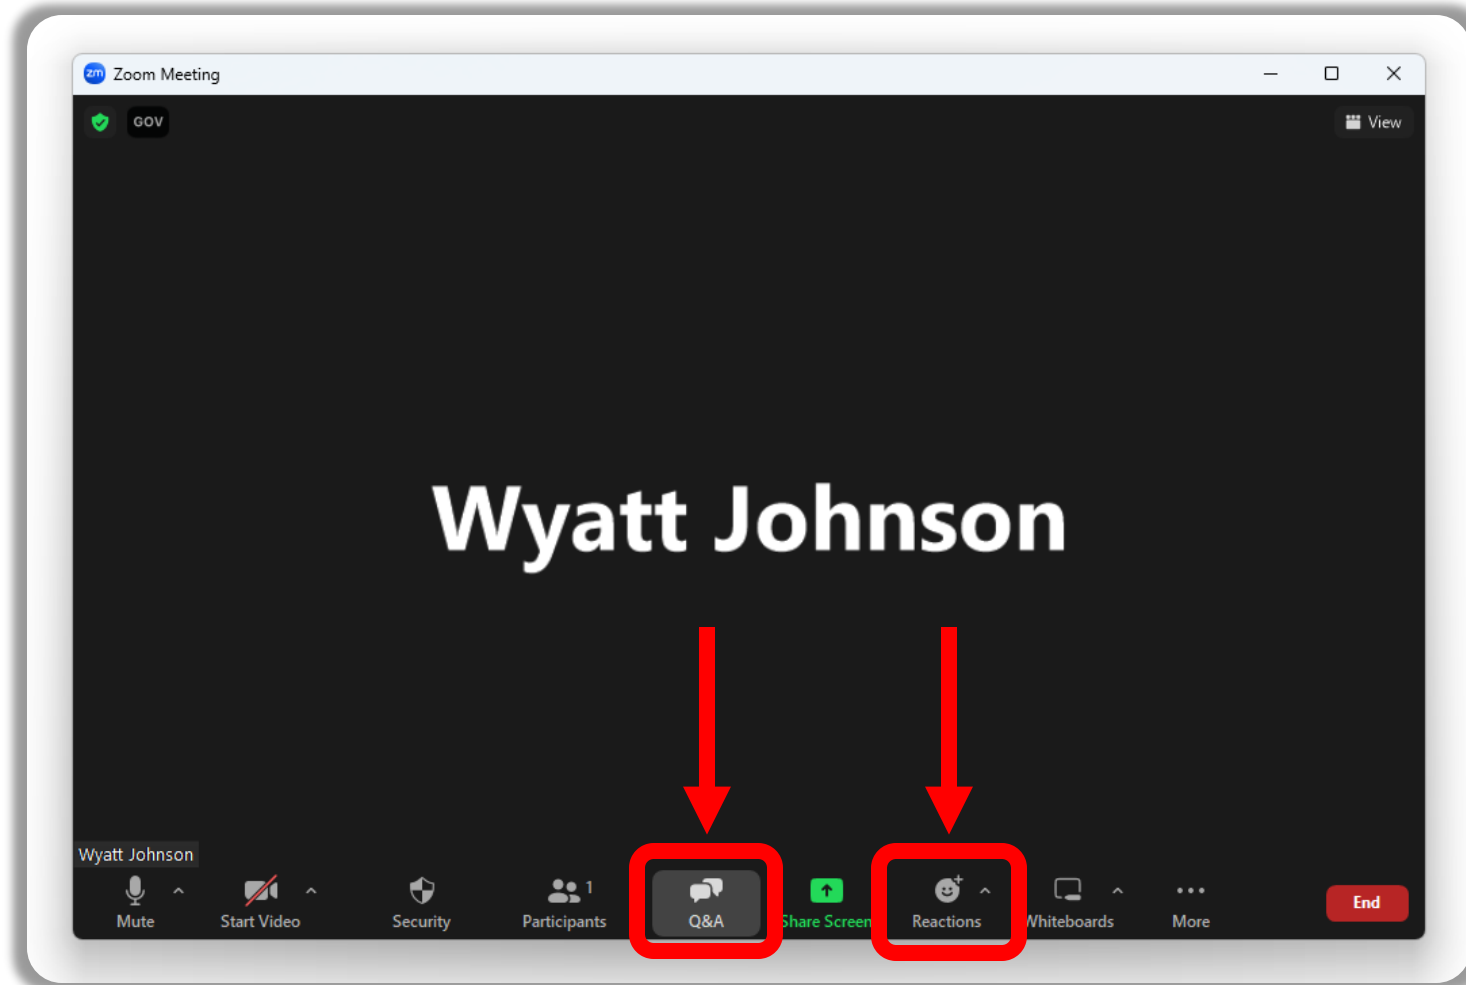 zm Zoom Meeting
GOV
View
Wyatt Johnson
Wyatt Johnson
1
Mute Start Video Security Participants Q&A Share Screen Reactions Whiteboards More End